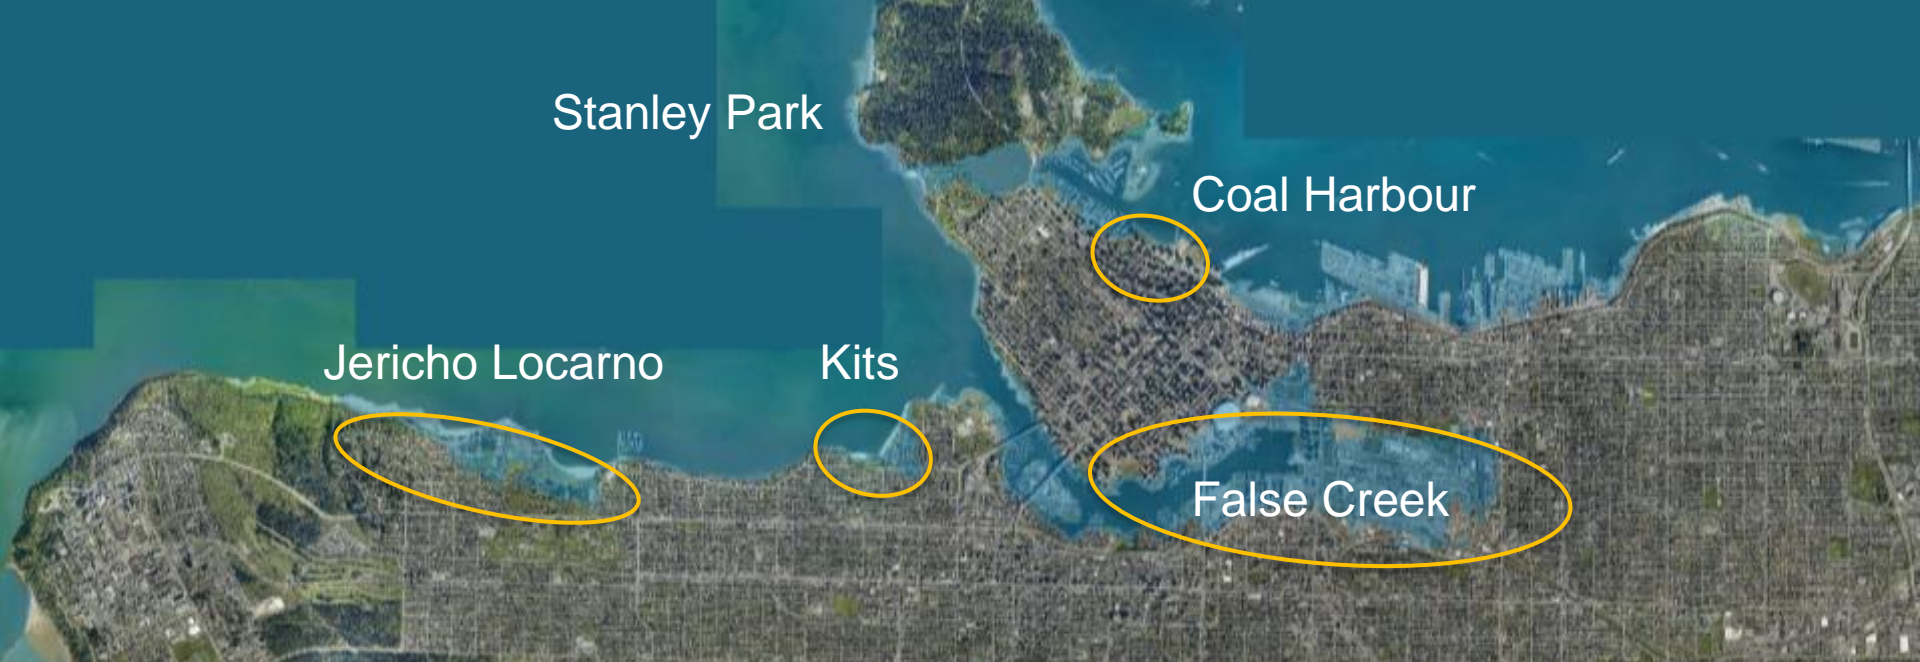 Stanley Park
Coal Harbour
Jericho Locarno
Kits
False Creek